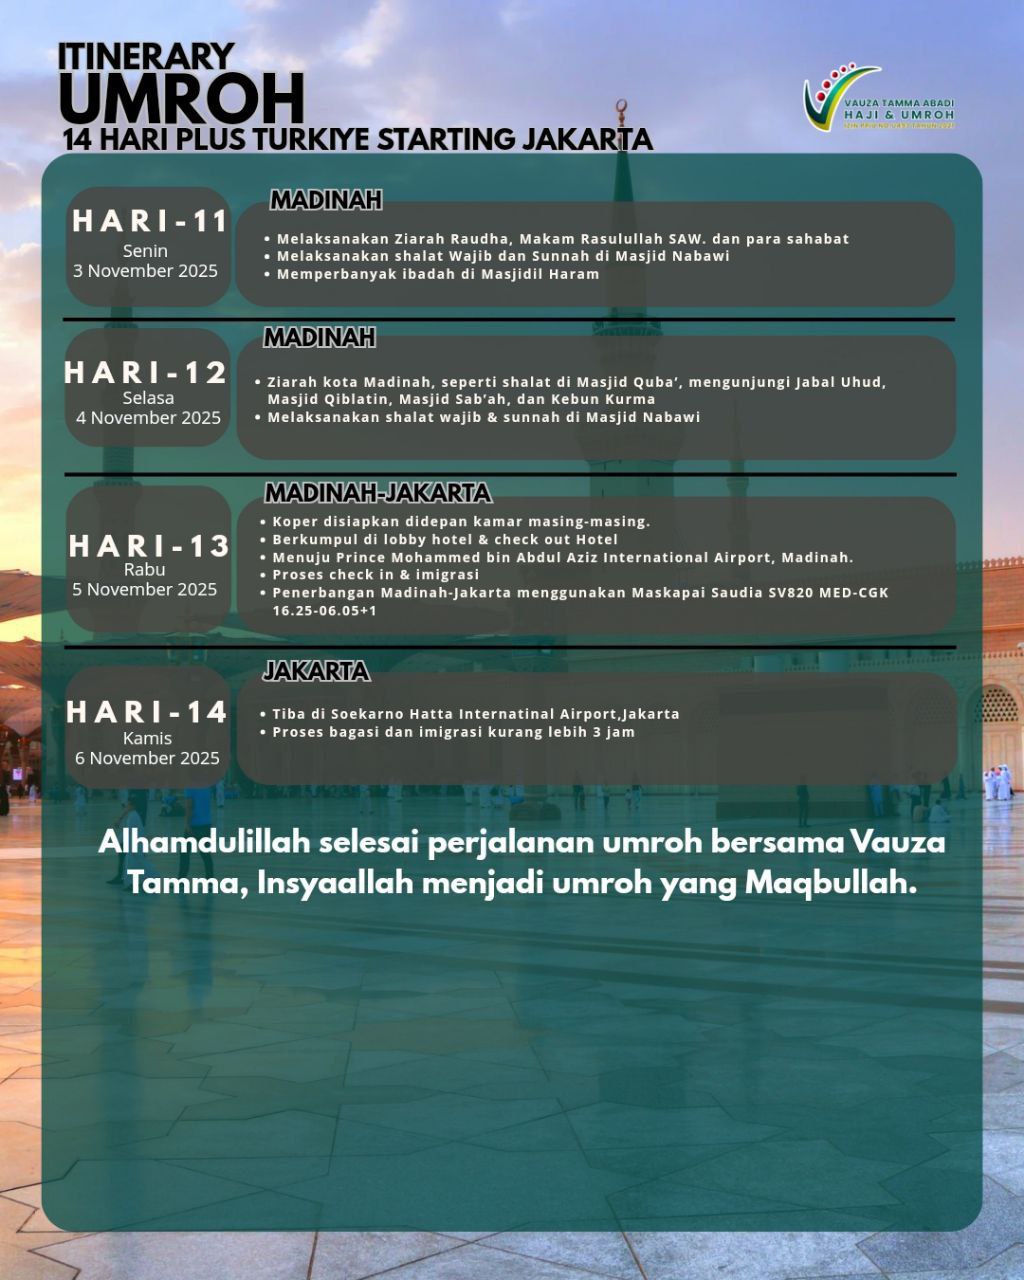 ITINERARY
UMROH
14 HARI PLUS TURKIYE STARTING JAKARTA
VAUZA TAMMA ABADI
HAJI & UMROH
HARI-11
Senin
3 November 2025
MADINAH
• Melaksanakan Ziarah Raudha, Makam Rasulullah SAW. dan para sahabat
• Melaksanakan shalat Wajib dan Sunnah di Masjid Nabawi
• Memperbanyak ibadah di Masjidil Haram
HARI-12
Selasa
4 November 2025
MADINAH
• Ziarah kota Madinah, seperti shalat di Masjid Quba’, mengunjungi Jabal Uhud,
Masjid Qiblatin, Masjid Sab’ah, dan Kebun Kurma
• Melaksanakan shalat wajib & sunnah di Masjid Nabawi
HARI-13
Rabu
5 November 2025
MADINAH-JAKARTA
• Koper disiapkan didepan kamar masing-masing.
• Berkumpul di lobby hotel & check out Hotel
• Menuju Prince Mohammed bin Abdul Aziz International Airport, Madinah.
• Proses check in & imigrasi
• Penerbangan Madinah-Jakarta menggunakan Maskapai Saudia SV820 MED-CGK
16.25-06.05+1
HARI-14
Kamis
6 November 2025
JAKARTA
• Tiba di Soekarno Hatta Internatinal Airport,Jakarta
• Proses bagasi dan imigrasi kurang lebih 3 jam
Alhamdulillah selesai perjalanan umroh bersama Vauza
Tamma, Insyaallah menjadi umroh yang Maqbullah.